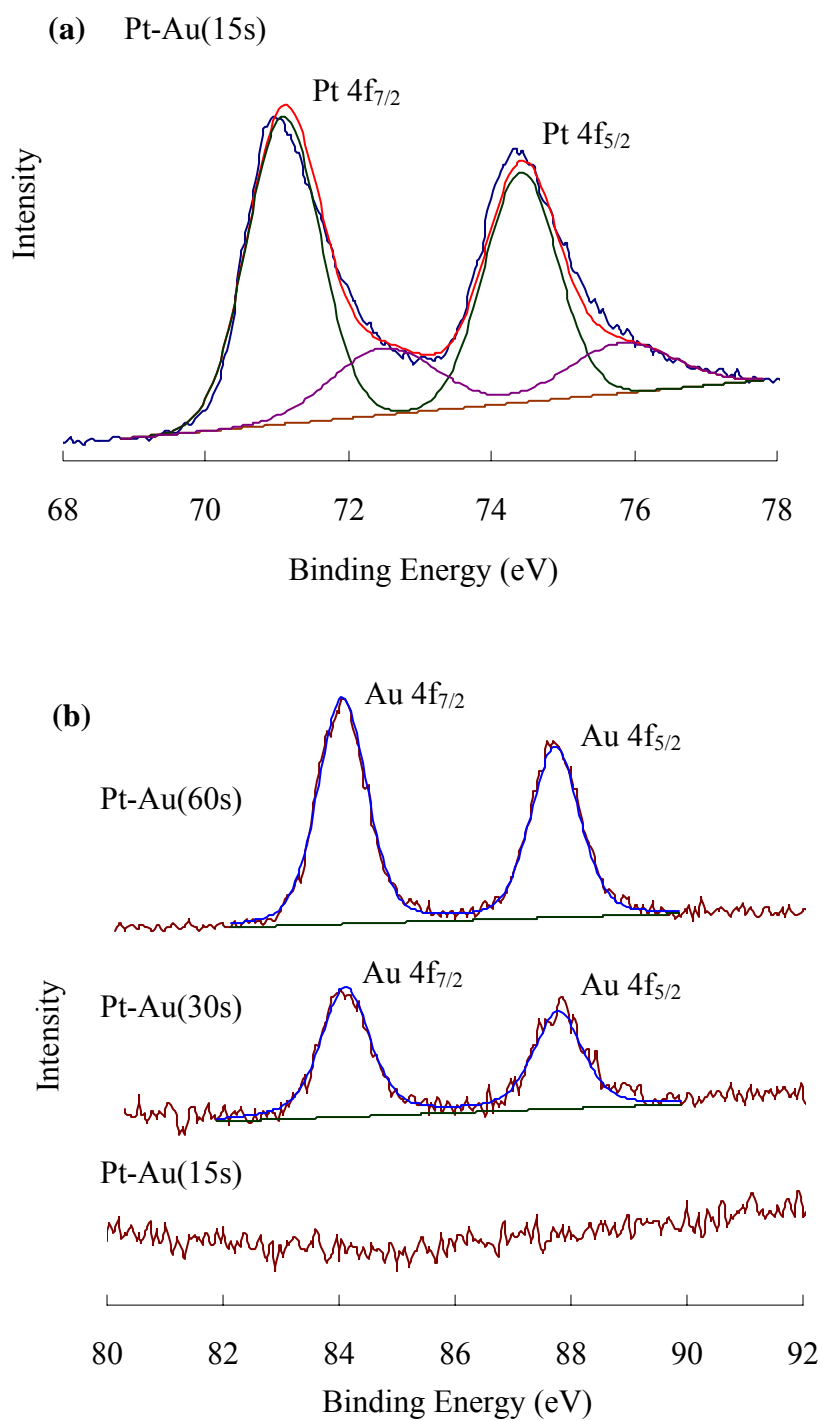 (a) Pt-Au(15s)
Pt 4f7/2
Pt 4f5/2
Intensity
68 70 72 74 76 78
Binding Energy (eV)
(b)
Au 4f7/2
Au 4f5/2
Pt-Au(60s)
Au 4f7/2
Au 4f5/2
Pt-Au(30s)
Intensity
Pt-Au(15s)
80 82 84 86 88 90 92
Binding Energy (eV)